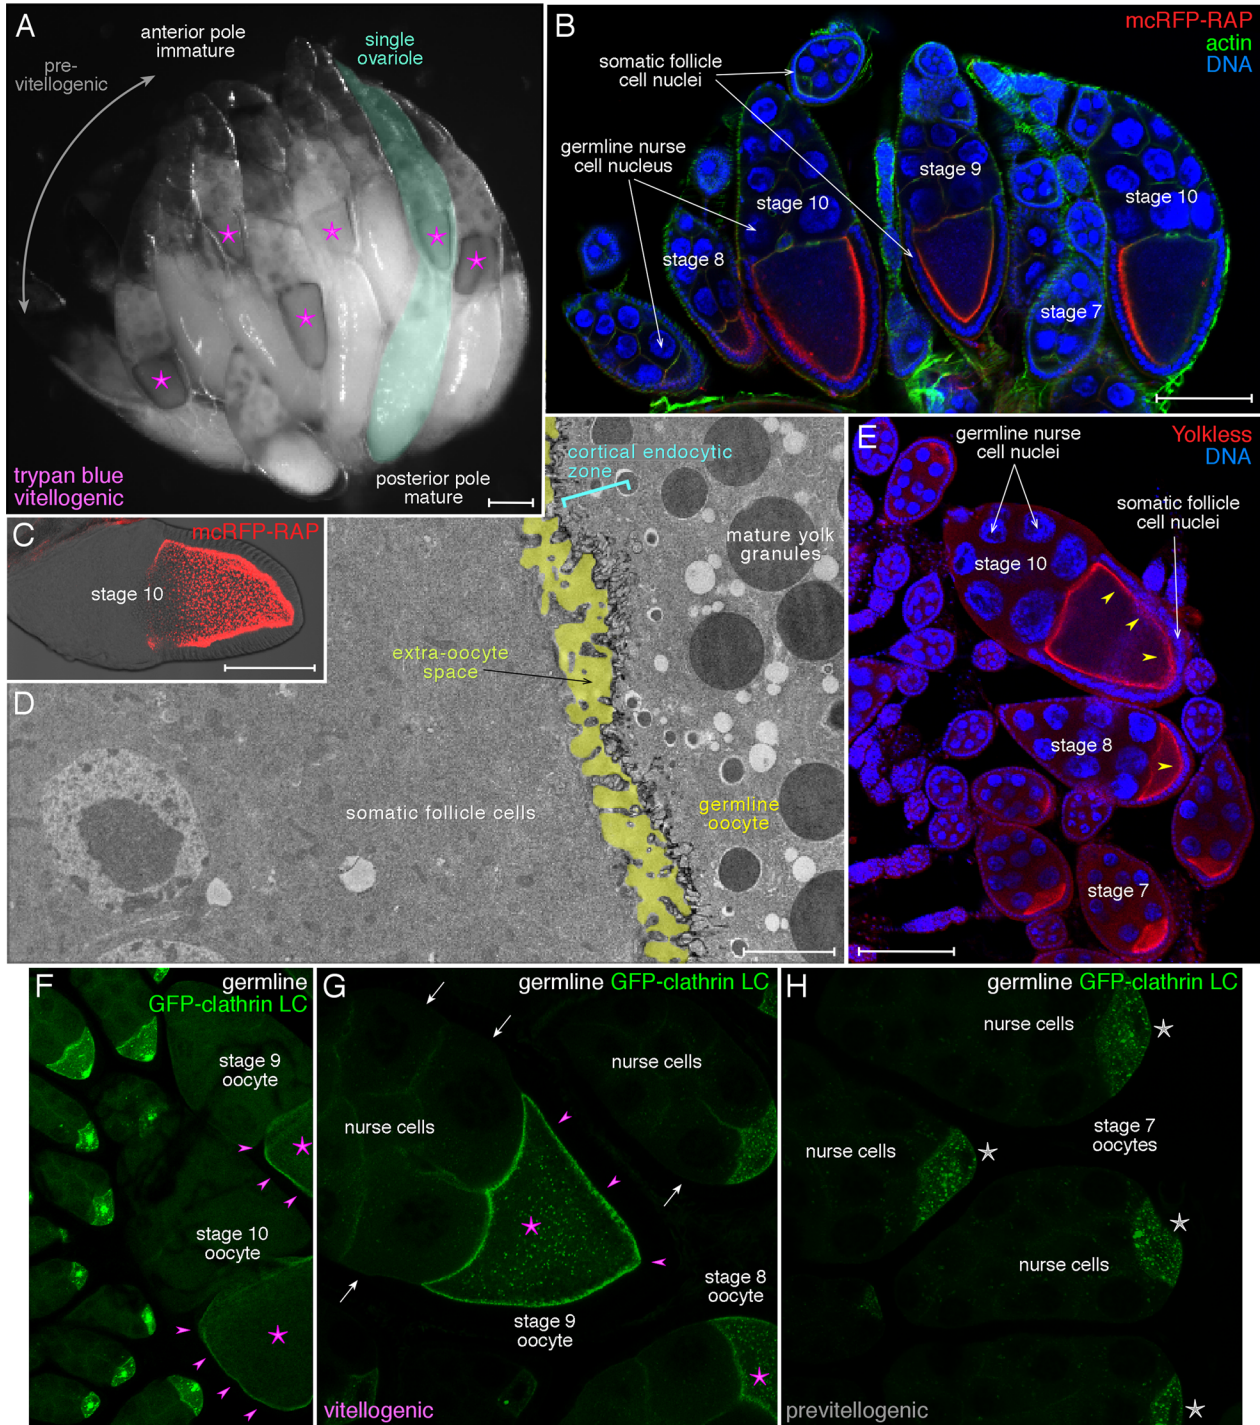 A
anterior pole
immature
pre-
vitellogenic
single
ovariole
trypan blue
vitellogenic
posterior pole
mature
B
mcRFP-RAP
actin
DNA
somatic follicle
cell nuclei
germline nurse
cell nucleus
stage 10
stage 9
stage 10
stage 8
stage 7
C
mcRFP-RAP
stage 10
D
cortical endocytic
zone
mature yolk
granules
extra-oocyte
space
somatic follicle cells
germline
oocyte
E
Yolkless
DNA
germline nurse
cell nuclei
somatic follicle
cell nuclei
stage 10
stage 8
stage 7
F
germline
GFP-clathrin LC
stage 9
oocyte
stage 10
oocyte
G
germline GFP-clathrin LC
nurse cells
nurse cells
stage 8
oocyte
stage 9
oocyte
vitellogenic
H
germline GFP-clathrin LC
nurse cells
stage 7
oocytes
nurse cells
nurse cells
previtellogenic